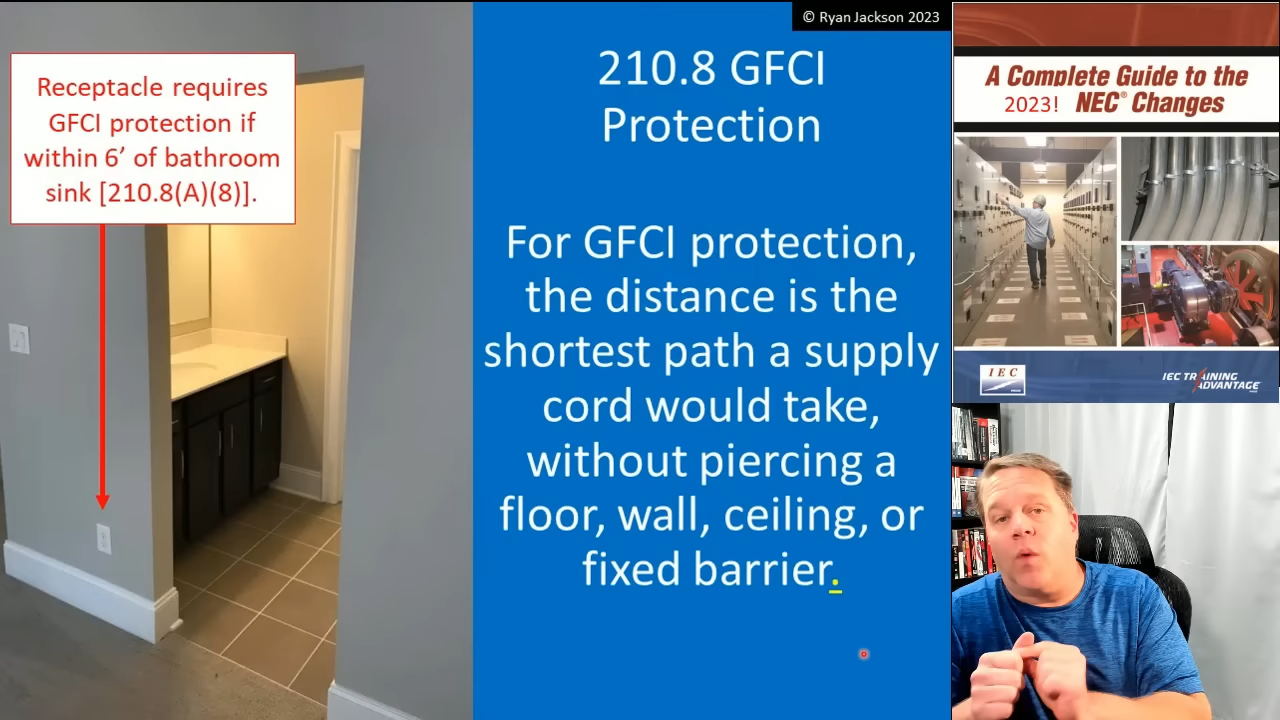 © Ryan Jackson 2023
Receptacle requires
GFCI protection if
within 6’ of bathroom
sink [210.8(A)(8)].
210.8 GFCI
Protection
For GFCI protection,
the distance is the
shortest path a supply
cord would take,
without piercing a
floor, wall, ceiling, or
fixed barrier.
A Complete Guide to the
2023! NEC® Changes
IEC
IEC TRAINING
ADVANTAGE